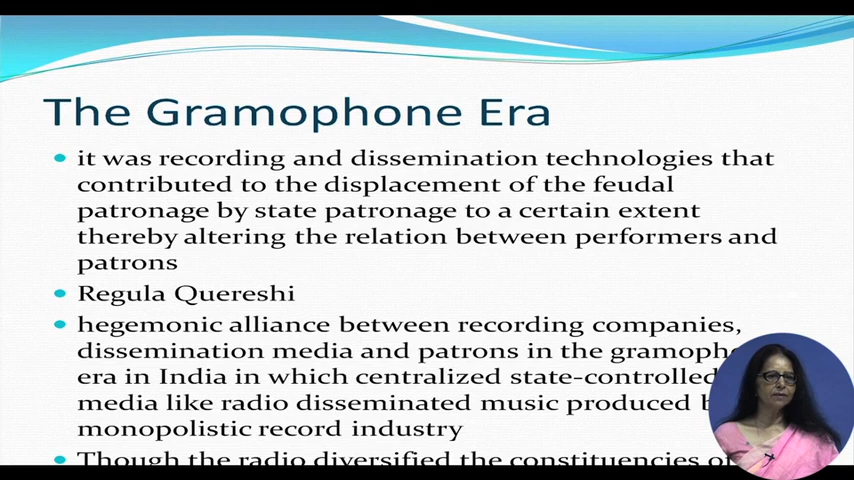 The Gramophone Era
it was recording and dissemination technologies that
contributed to the displacement of the feudal
patronage by state patronage to a certain extent
thereby altering the relation between performers and
patrons
Regula Quereshi
hegemonic alliance between recording companies,
dissemination media and patrons in the
era in India in which centralized state-controlled
media like radio disseminated music produced
monopolistic record industry
Though the radio diversified the constituencies